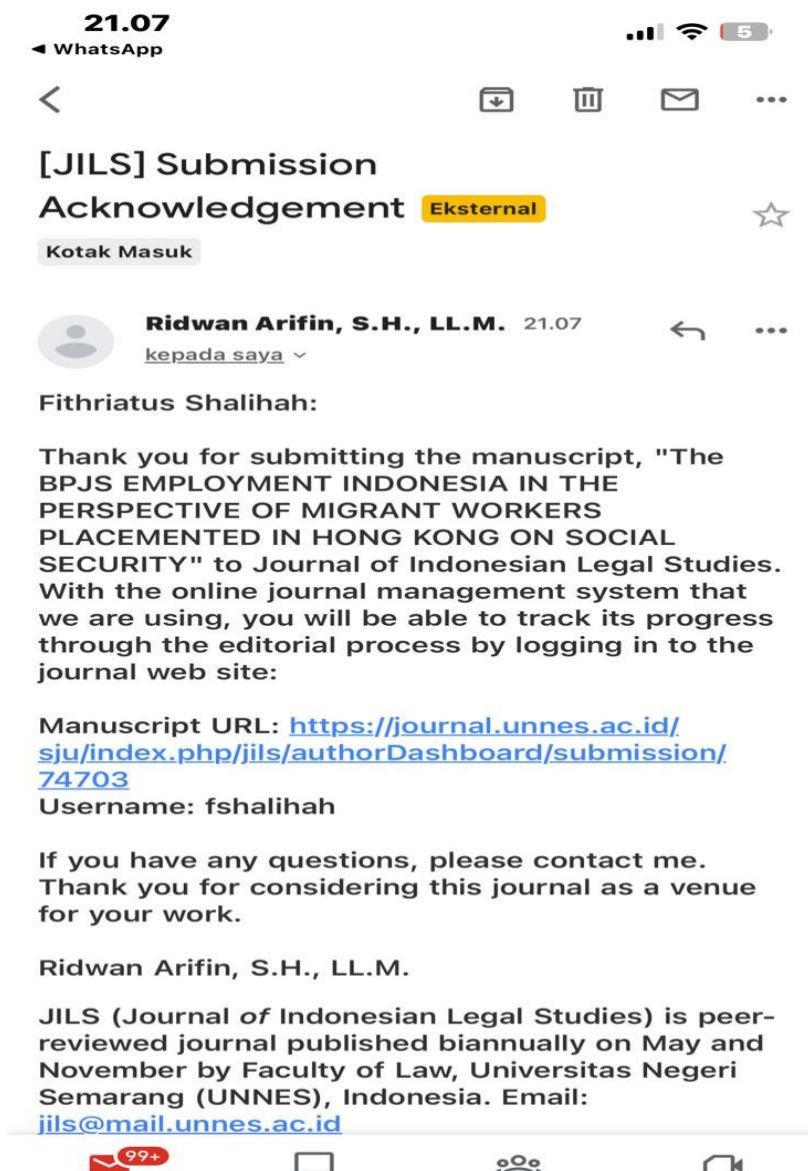 21.07
◄ WhatsApp
5
[JILS] Submission
Acknowledgement Eksternal
Kotak Masuk
Ridwan Arifin, S.H., LL.M. 21.07
kepada saya
Fithriatus Shalihah:
Thank you for submitting the manuscript, "The
BPJS EMPLOYMENT INDONESIA IN THE
PERSPECTIVE OF MIGRANT WORKERS
PLACEMENTED IN HONG KONG ON SOCIAL
SECURITY" to Journal of Indonesian Legal Studies.
With the online journal management system that
we are using, you will be able to track its progress
through the editorial process by logging in to the
journal web site:
Manuscript URL: https://journal.unnes.ac.id/
sju/index.php/jils/authorDashboard/submission/
74703
Username: fshalihah
If you have any questions, please contact me.
Thank you for considering this journal as a venue
for your work.
Ridwan Arifin, S.H., LL.M.
JILS (Journal of Indonesian Legal Studies) is peer-
reviewed journal published biannually on May and
November by Faculty of Law, Universitas Negeri
Semarang (UNNES), Indonesia. Email:
jils@mail.unnes.ac.id
99+